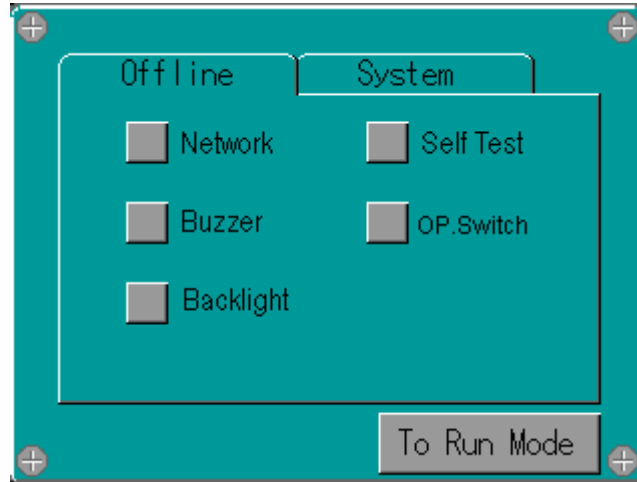 Offline System
Network Self Test
Buzzer OP.Switch
Backlight
To Run Mode